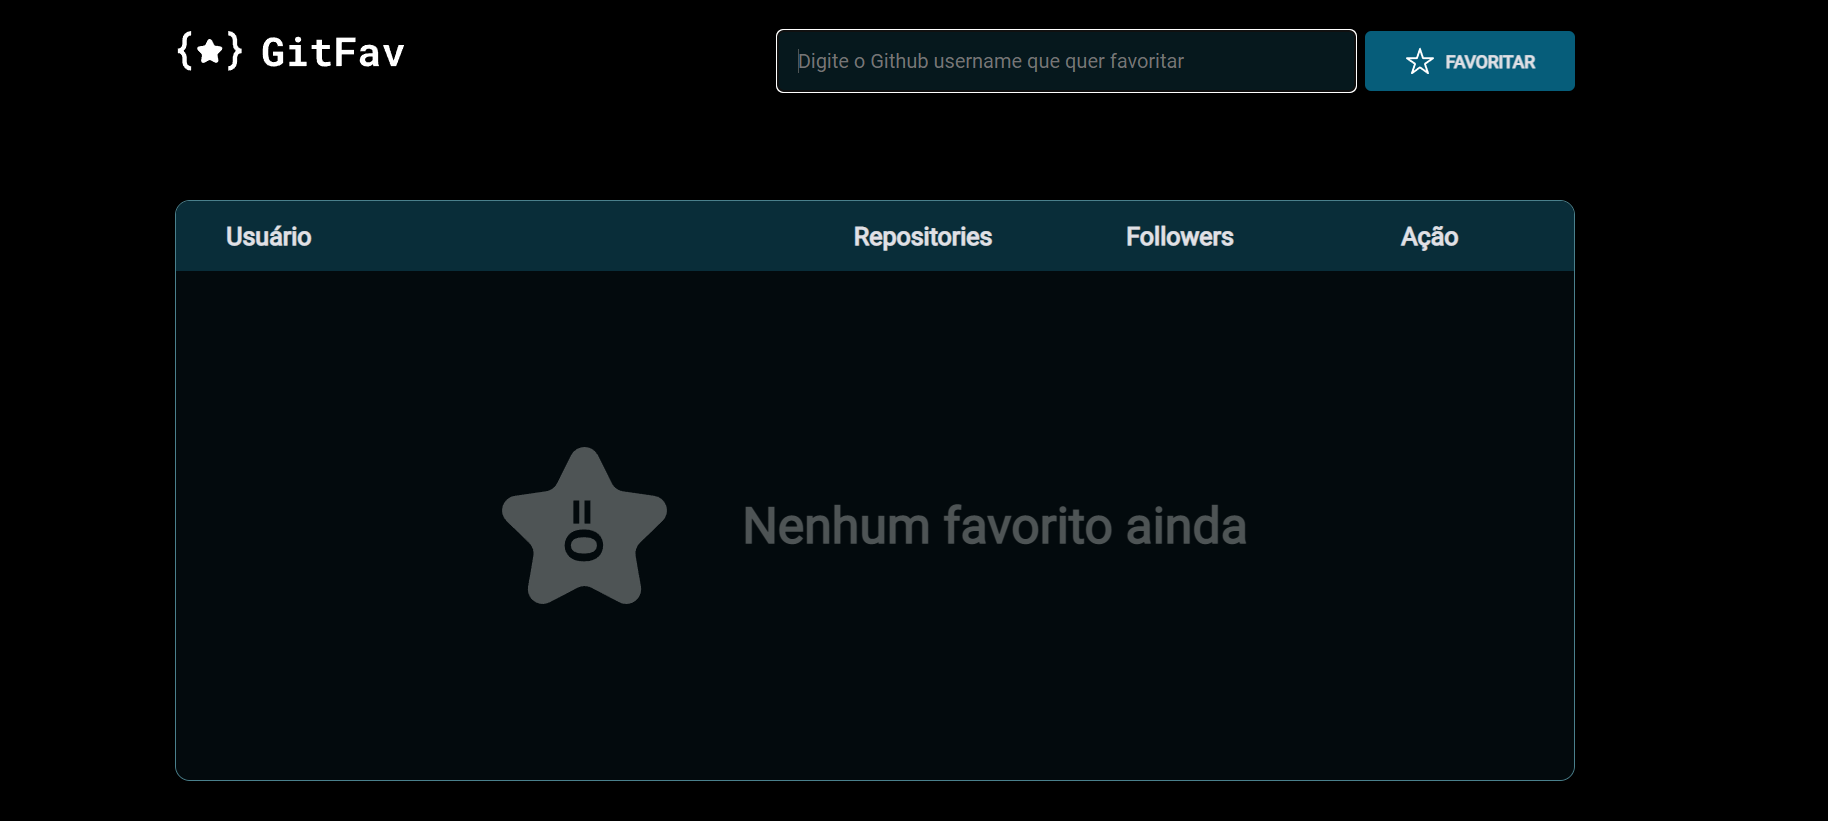 {★} GitFav
Digite o Github username que quer favoritar
FAVORITAR
Usuário Repositories Followers Ação
Nenhum favorito ainda